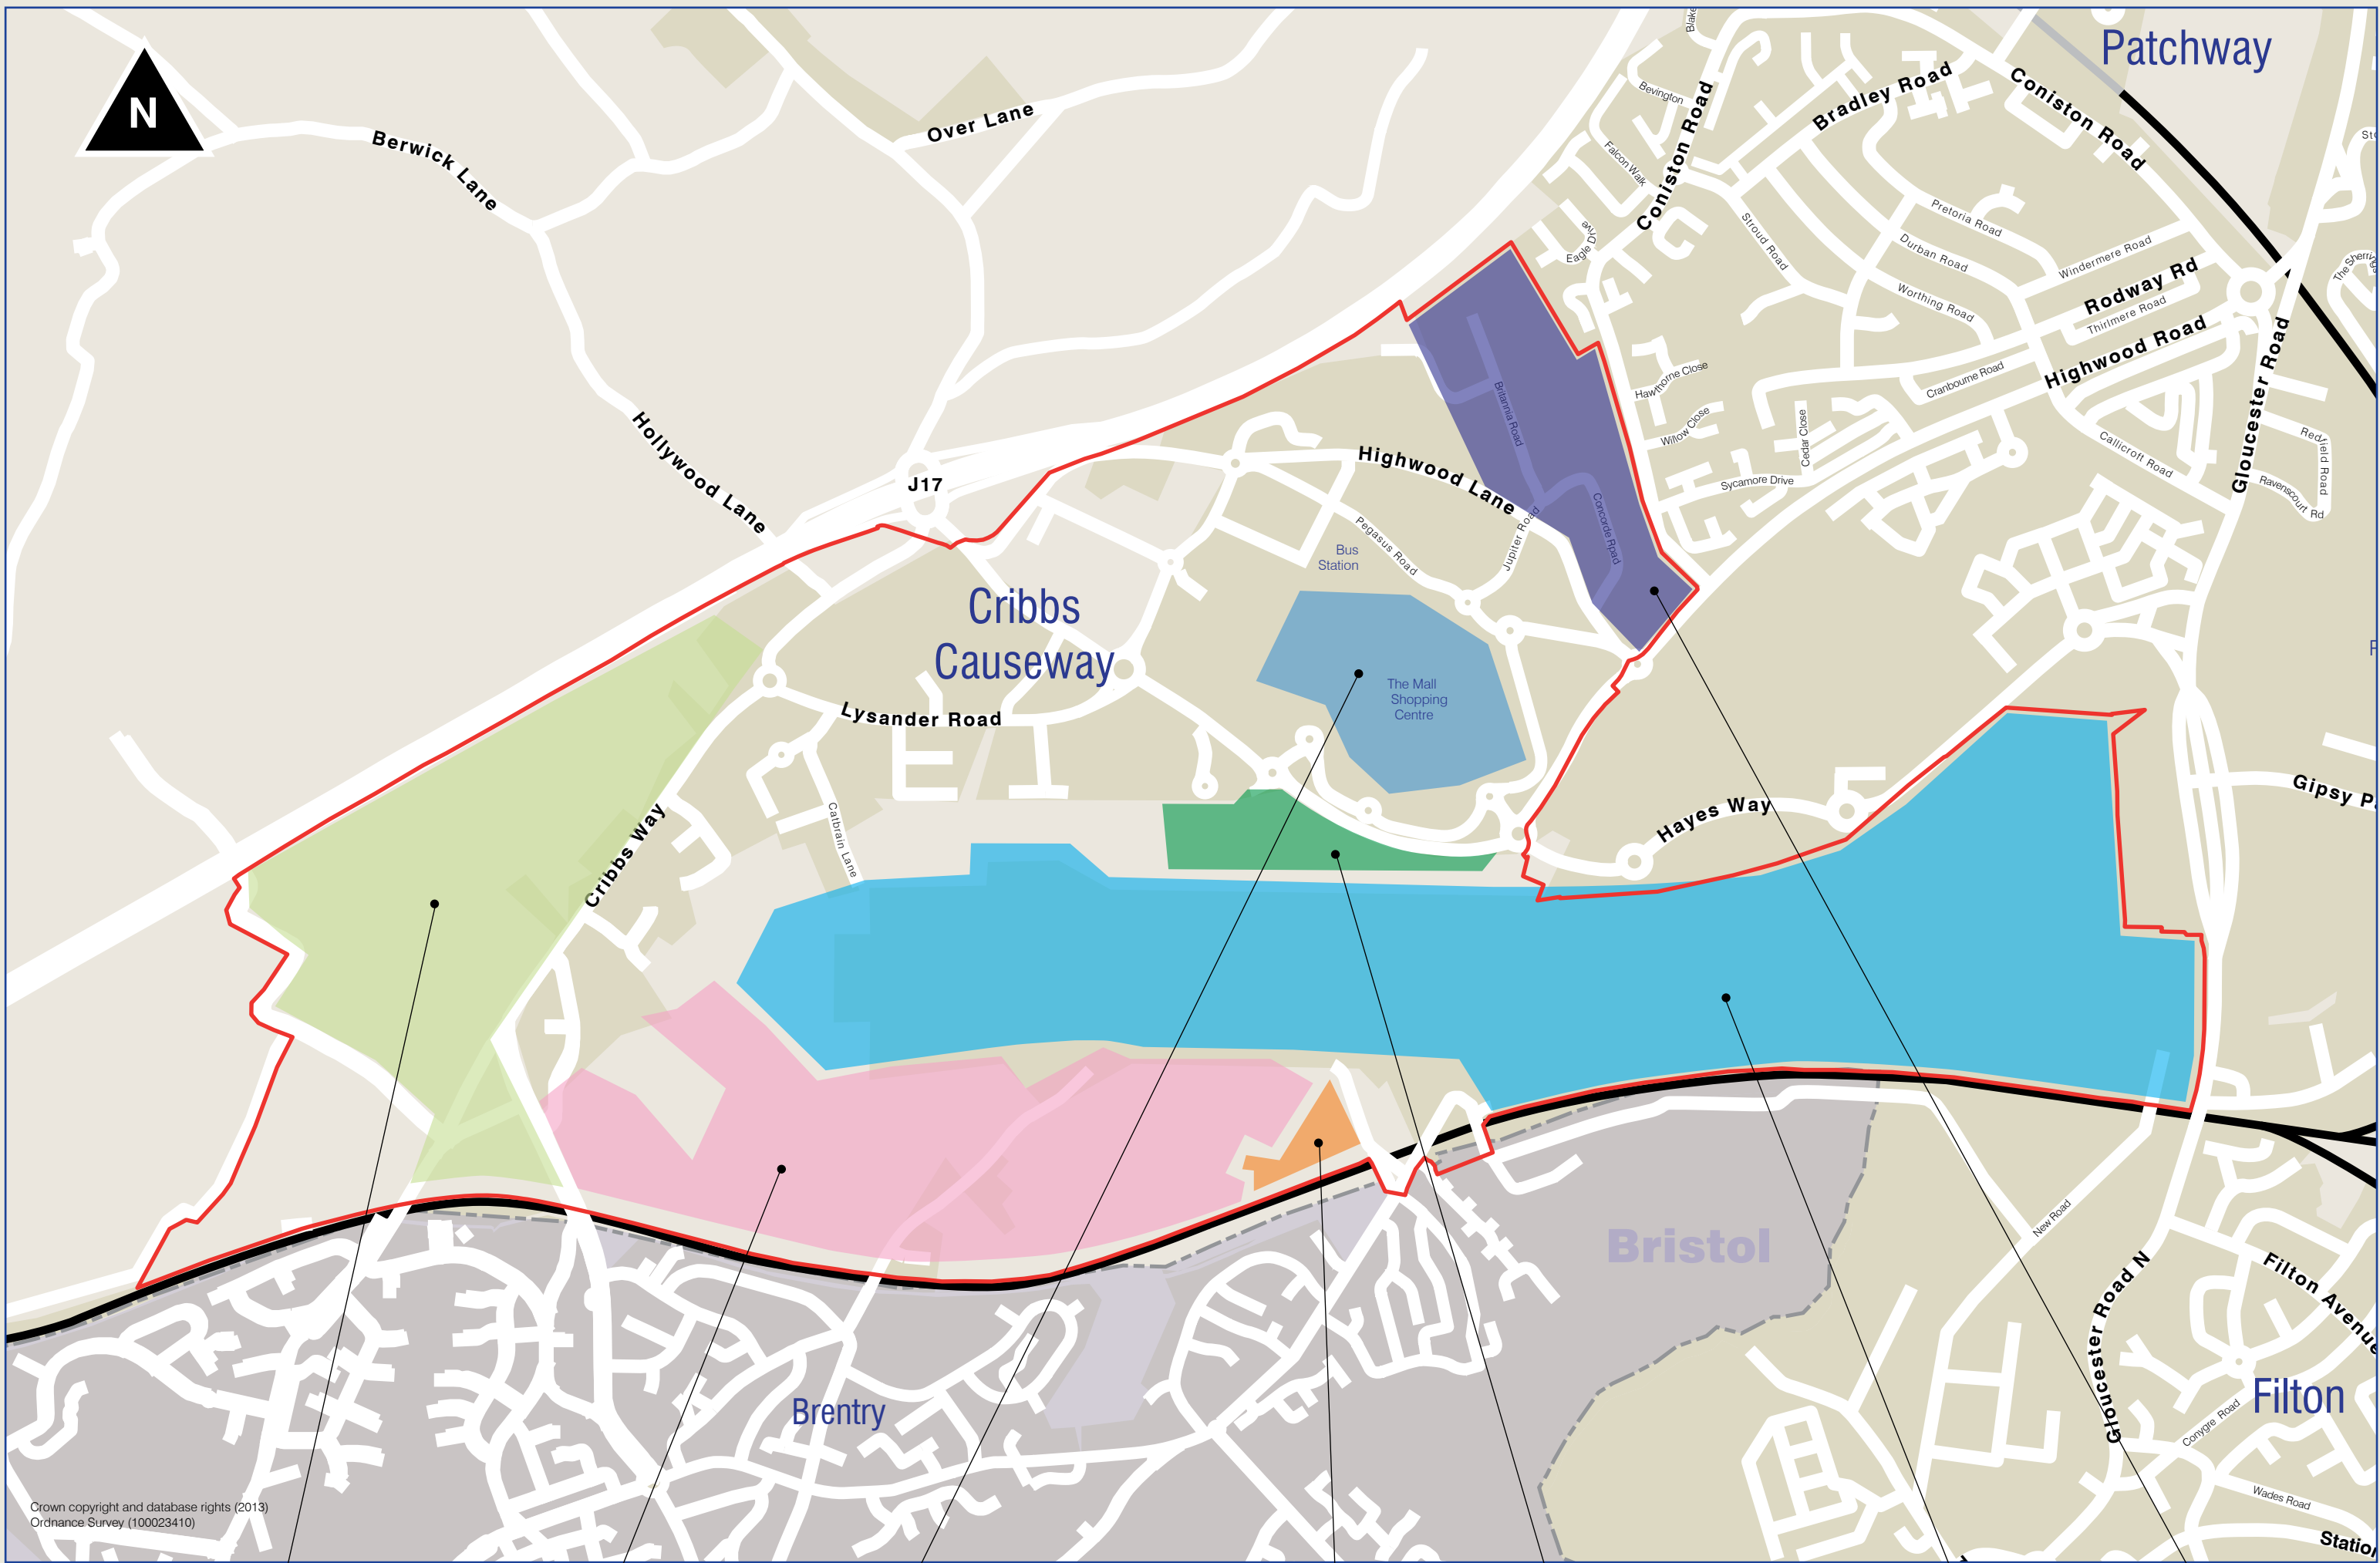 Patchway
N
Blake
Bevington
Coniston Road
Bradley Road
Coniston Road
Over Lane
Berwick Lane
Falcon Walk
Eagle Drive
Stroud Road
Pretoria Road
Durban Road
Windermere Road
Worthing Road
Rodway Rd
Thirlmere Road
Highwood Road
Gloucester Road
Hawthorne Close
Cranbourne Road
Britannia Road
Willow Close
Cedar Close
Callicroft Road
Redfield Road
Ravenscourt Rd
Hollywood Lane
J17
Highwood Lane
Sycamore Drive
Pegasus Road
Jupiter Road
Concorde Rpad
Bus
Station
Cribbs
Causeway
The Mall
Shopping
Centre
Lysander Road
Hayes Way
Gipsy P
Cribbs Way
Catbrain Lane
New Road
Bristol
Gloucester Road N
Filton Avenue
Filton
Brentry
Conygre Road
Wades Road
Station
Crown copyright and database rights (2013)
Ordnance Survey (100023410)